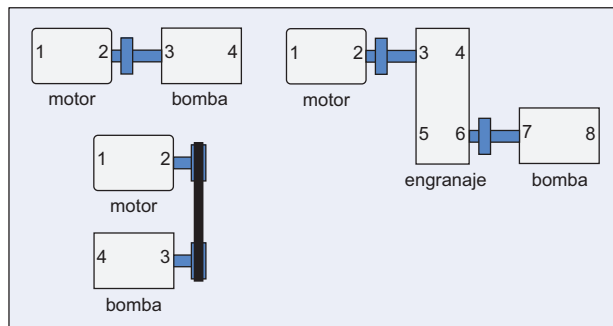 1 2 3 4
motor bomba
1 2 3 4
motor
5 6 7 8
engranaje bomba
1 2
motor
4 3
bomba